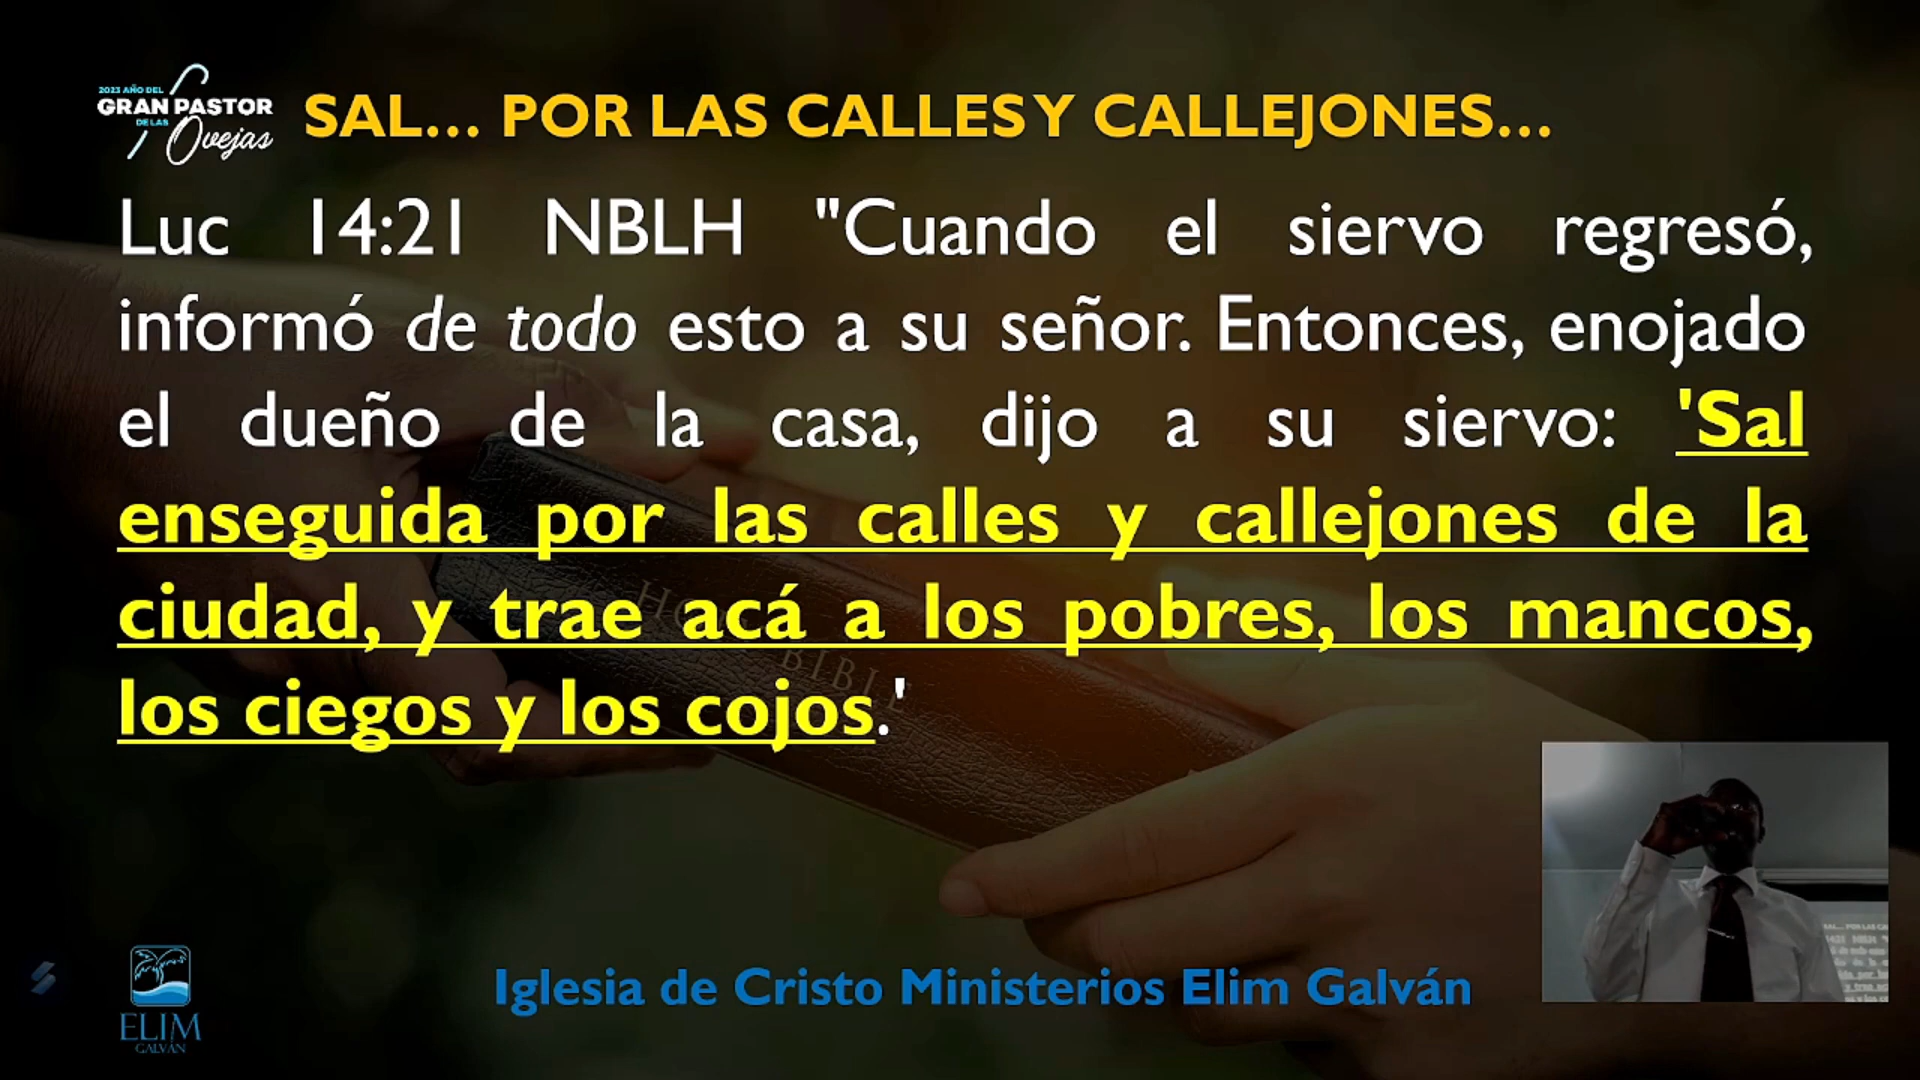 2023 AÑO DEL
GRAN PASTOR
DE LAS
Ovejas
SAL... POR LAS CALLES Y CALLEJONES...
Luc 14:21 NBLH "Cuando el siervo regresó,
informó de todo esto a su señor. Entonces, enojado
el dueño de la casa, dijo a su siervo: 'Sal
enseguida por las calles y callejones de la
ciudad, y trae acá a los pobres, los mancos,
los ciegos y los cojos.'
HO
BIBLE
ELIM
GALVÁN
Iglesia de Cristo Ministerios Elim Galván